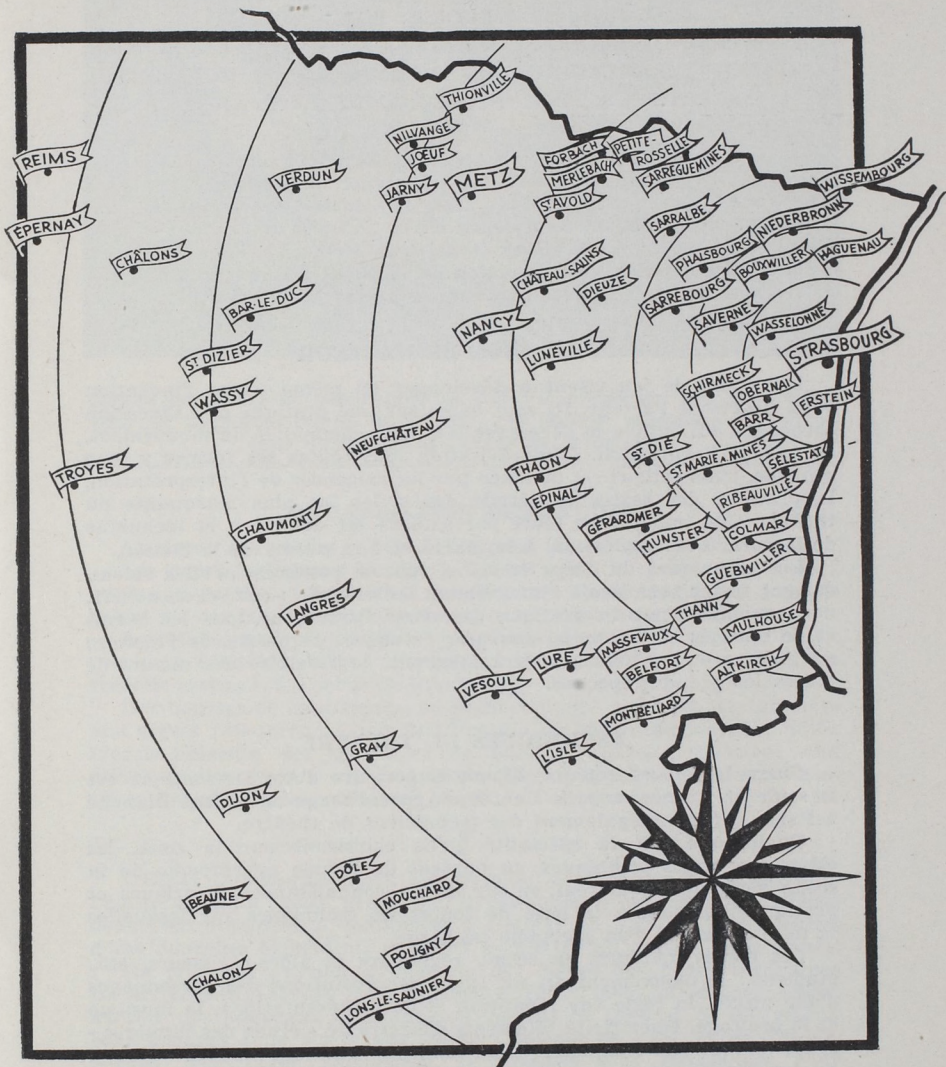 THIONVILLE
NILVANGE
JOEUF
FORBACH
PETITE-
ROSSELLE
REIMS
VERDUN
JARNY
METZ
MERLEBACH
SARREGUEMINES
WISSEMBOURG
ST AVOLD
ÉPERNAY
SARRALBE
NIEDERBRONN
CHÂLONS
PHALSBOURG
BOUXWILLER
HAGUENAU
CHÂTEAU-SALINS
DIEUZE
SARREBOURG
BAR-LE-DUC
NANCY
SAVERNE
WASSELONNE
ST DIZIER
LUNÉVILLE
STRASBOURG
WASSY
SCHIRMECK
OBERNAI
ERSTEIN
BARR
NEUFCHÂTEAU
ST DIÉ
TROYES
THAON
ST MARIE A MINES
SÉLESTAT
EPINAL
RIBEAUVILLÉ
CHAUMONT
GÉRARDMER
MUNSTER
COLMAR
GUEBWILLER
LANGRES
THANN
MULHOUSE
MASSEVAUX
LURE
BELFORT
ALTKIRCH
VESOUL
MONTBÉLIARD
GRAY
L'ISLE
DIJON
DÔLE
BEAUNE
MOUCHARD
POLIGNY
CHALON
LONS-LE-SAUNIER